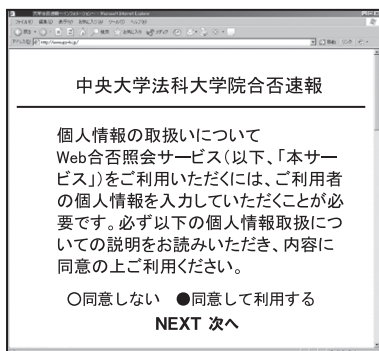 中央大学法科大学院合否速報
個人情報の取扱いについて
Web合否照会サービス(以下、「本サー
ビス」)をご利用いただくには、ご利用者
の個人情報を入力していただくことが必
要です。必ず以下の個人情報取扱につ
いての説明をお読みいただき、内容に
同意の上ご利用ください。
○同意しない ●同意して利用する
NEXT 次へ